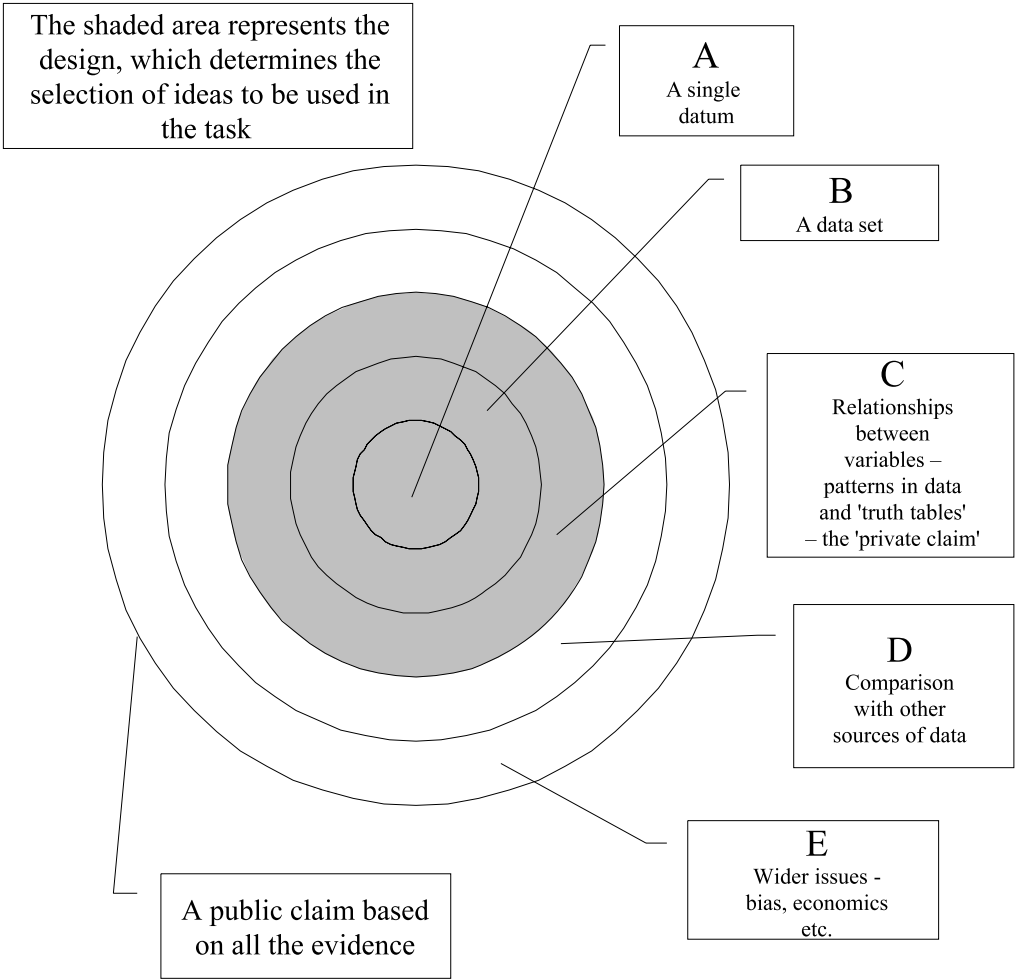 The shaded area represents the
design, which determines the
selection of ideas to be used in
the task
A
A single
datum
B
A data set
C
Relationships
between
variables –
patterns in data
and 'truth tables'
– the 'private claim'
D
Comparison
with other
sources of data
E
Wider issues -
bias, economics
etc.
A public claim based
on all the evidence